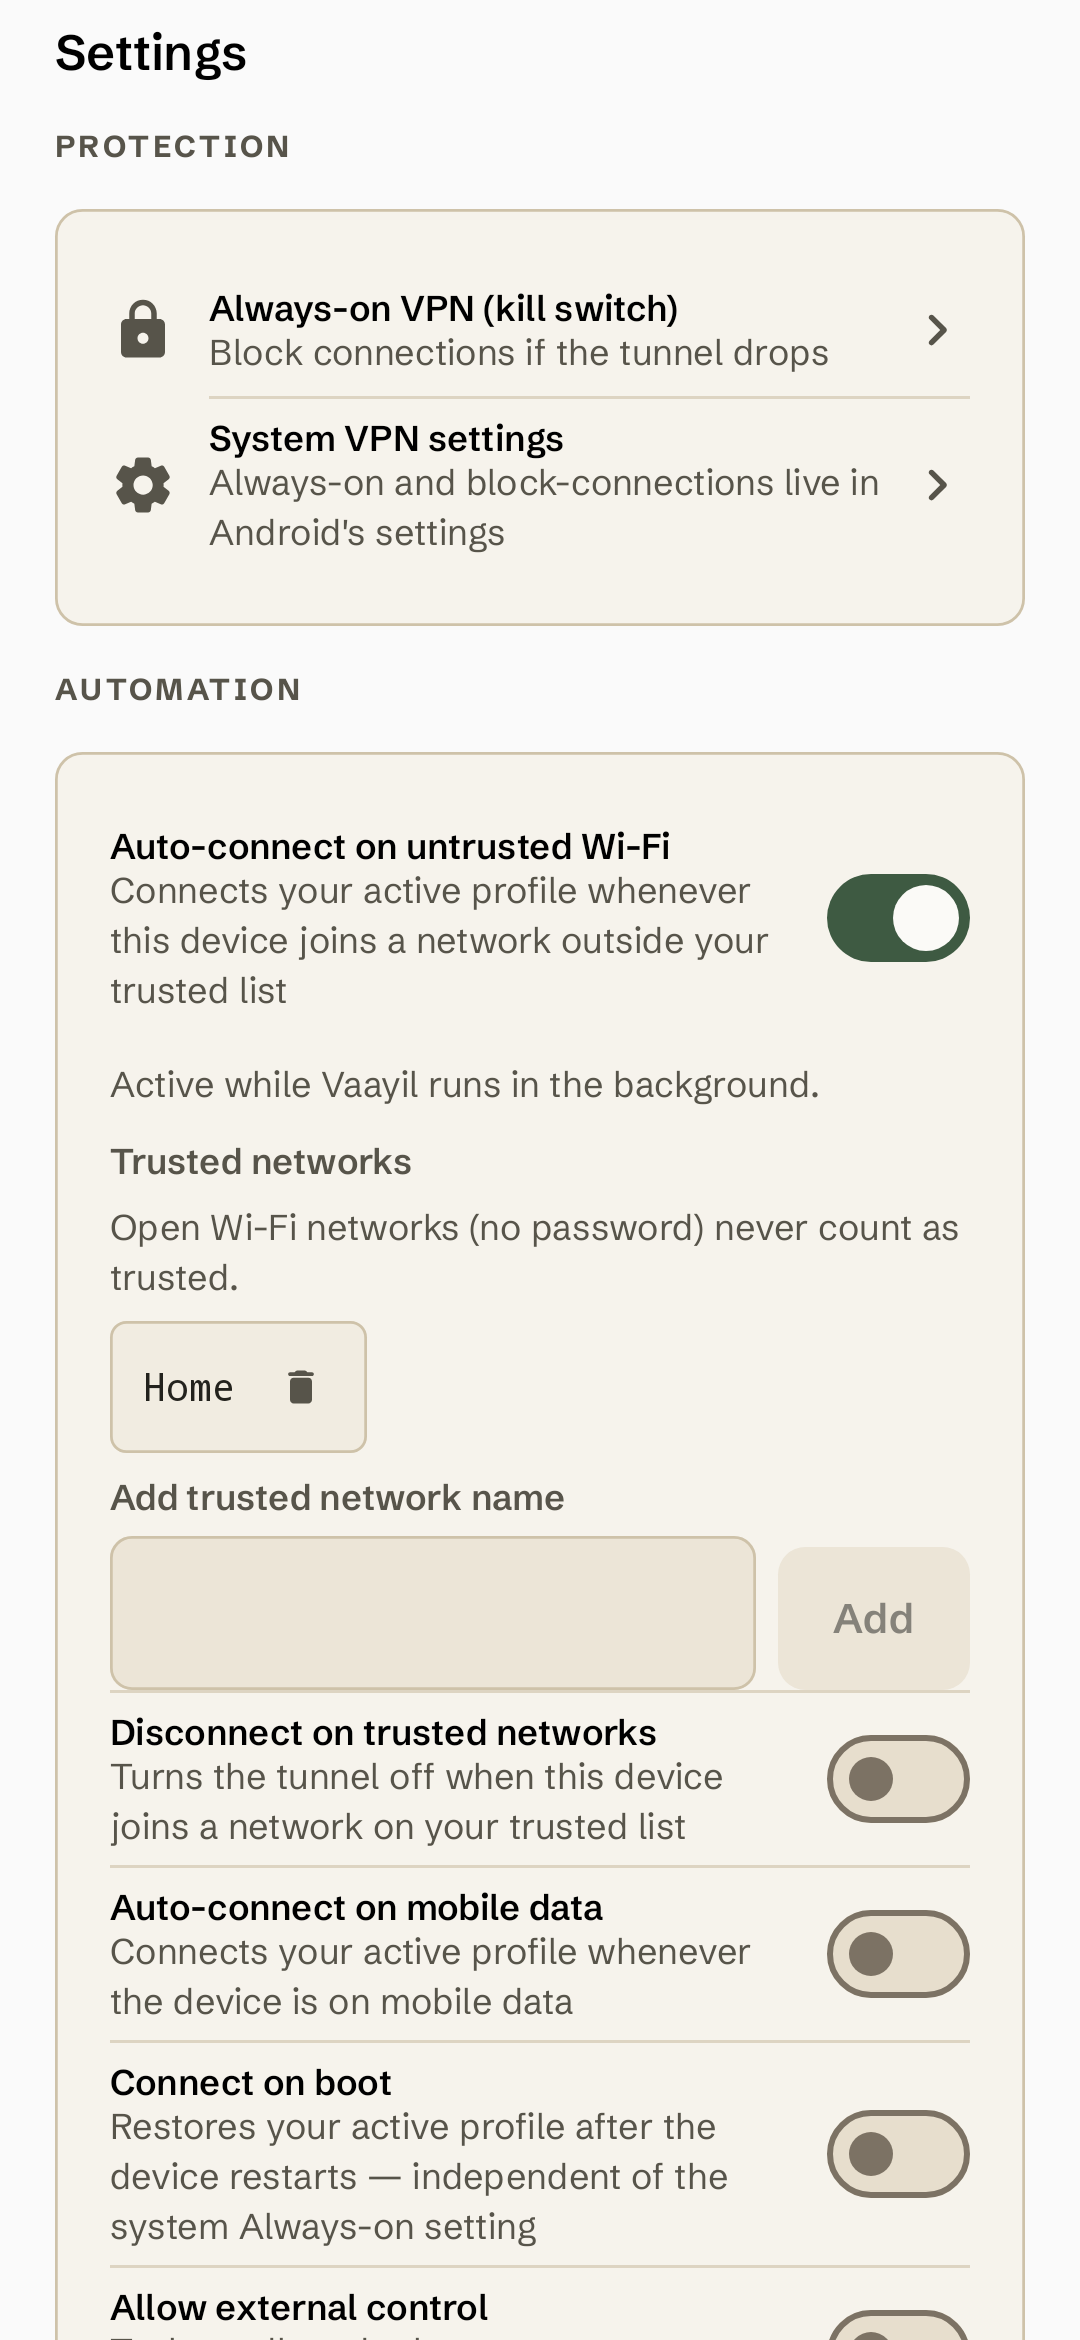 Settings
PROTECTION
Always-on VPN (kill switch)
Block connections if the tunnel drops
System VPN settings
Always-on and block-connections live in
Android's settings
AUTOMATION
Auto-connect on untrusted Wi-Fi
Connects your active profile whenever
this device joins a network outside your
trusted list
Active while Vaayil runs in the background.
Trusted networks
Open Wi-Fi networks (no password) never count as
trusted.
Home
Add trusted network name
Add
Disconnect on trusted networks
Turns the tunnel off when this device
joins a network on your trusted list
Auto-connect on mobile data
Connects your active profile whenever
the device is on mobile data
Connect on boot
Restores your active profile after the
device restarts — independent of the
system Always-on setting
Allow external control